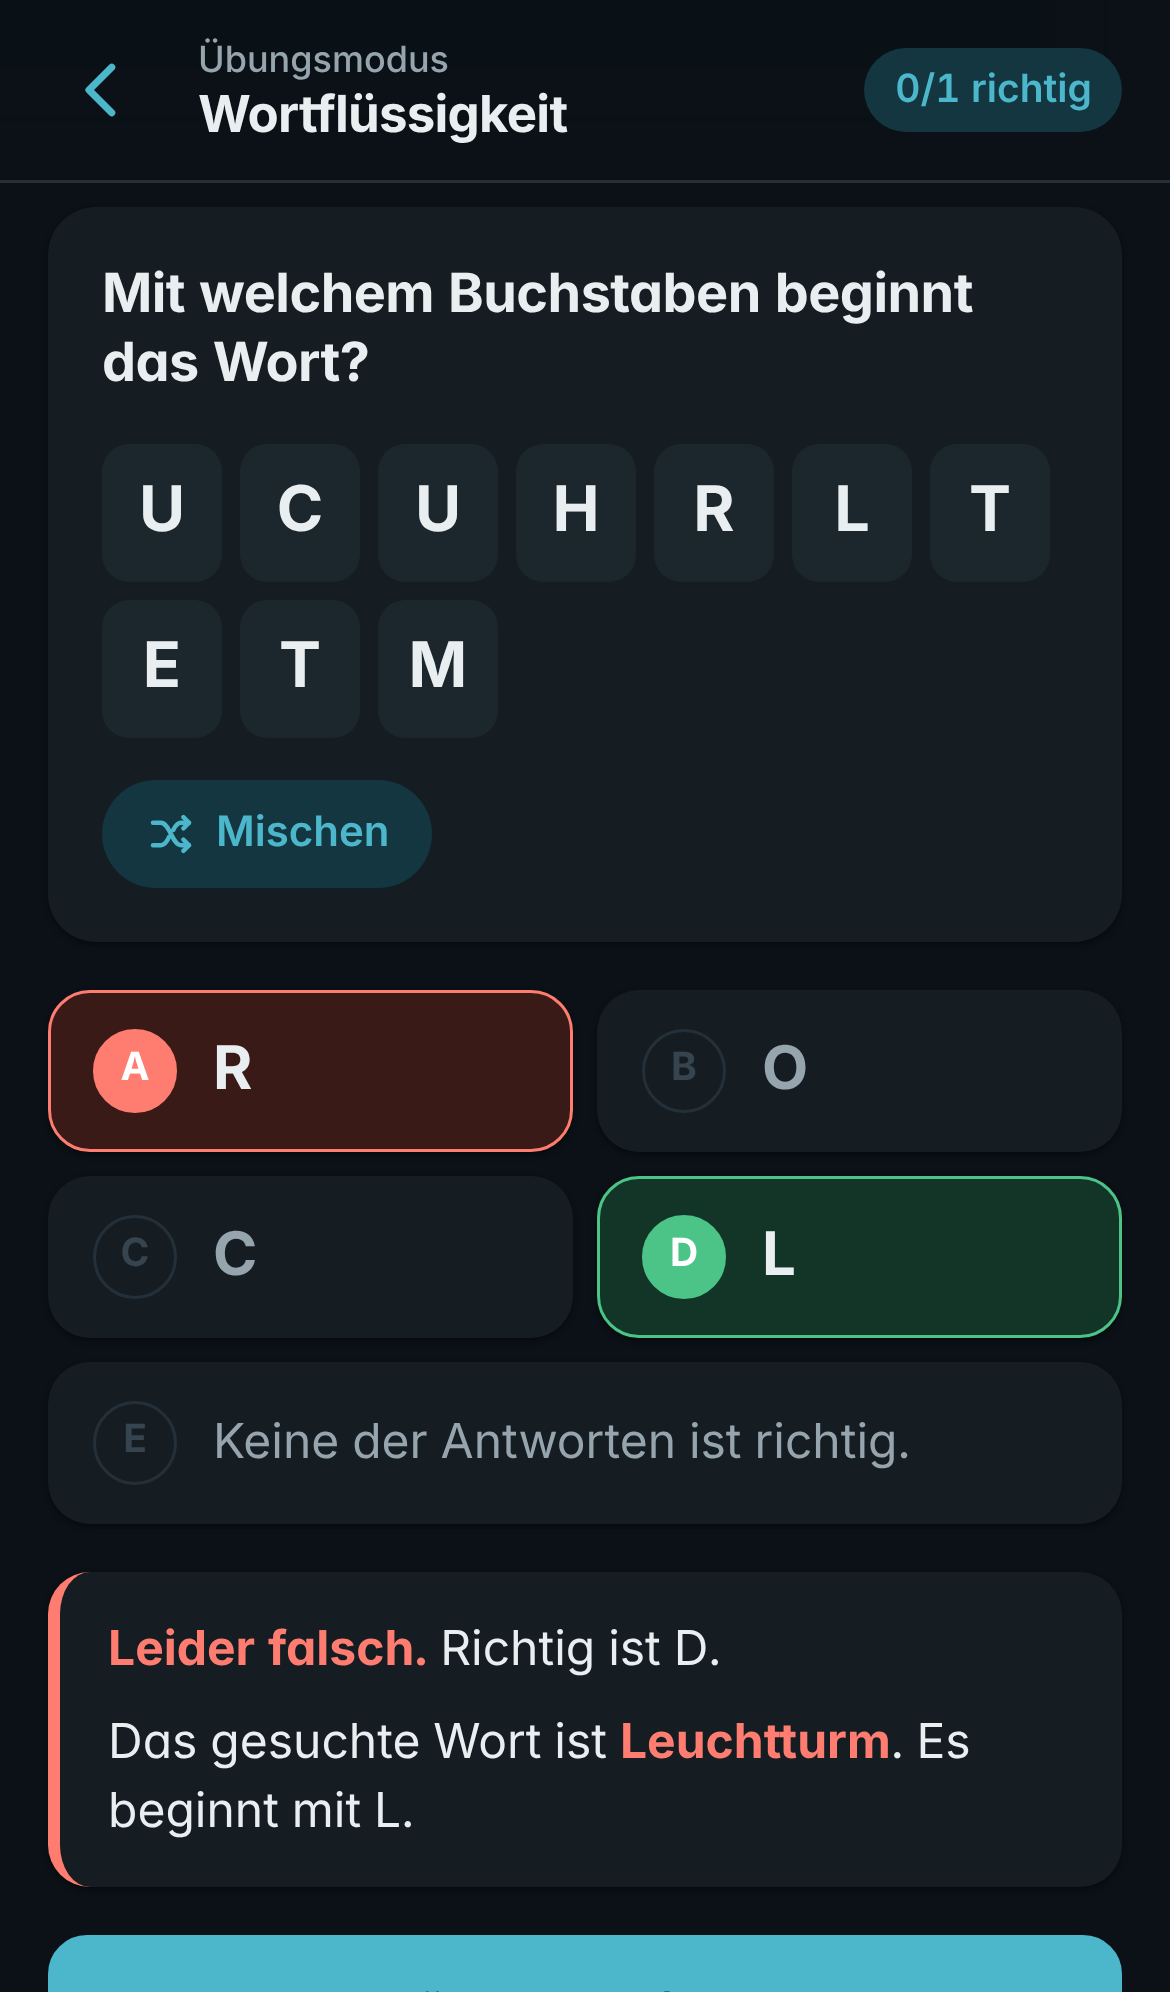 Übungsmodus
Wortflüssigkeit
0/1 richtig
Mit welchem Buchstaben beginnt
das Wort?
U C U H R L T
E T M
Mischen
A R
B O
C C
D L
E Keine der Antworten ist richtig.
Leider falsch. Richtig ist D.
Das gesuchte Wort ist Leuchtturm. Es
beginnt mit L.